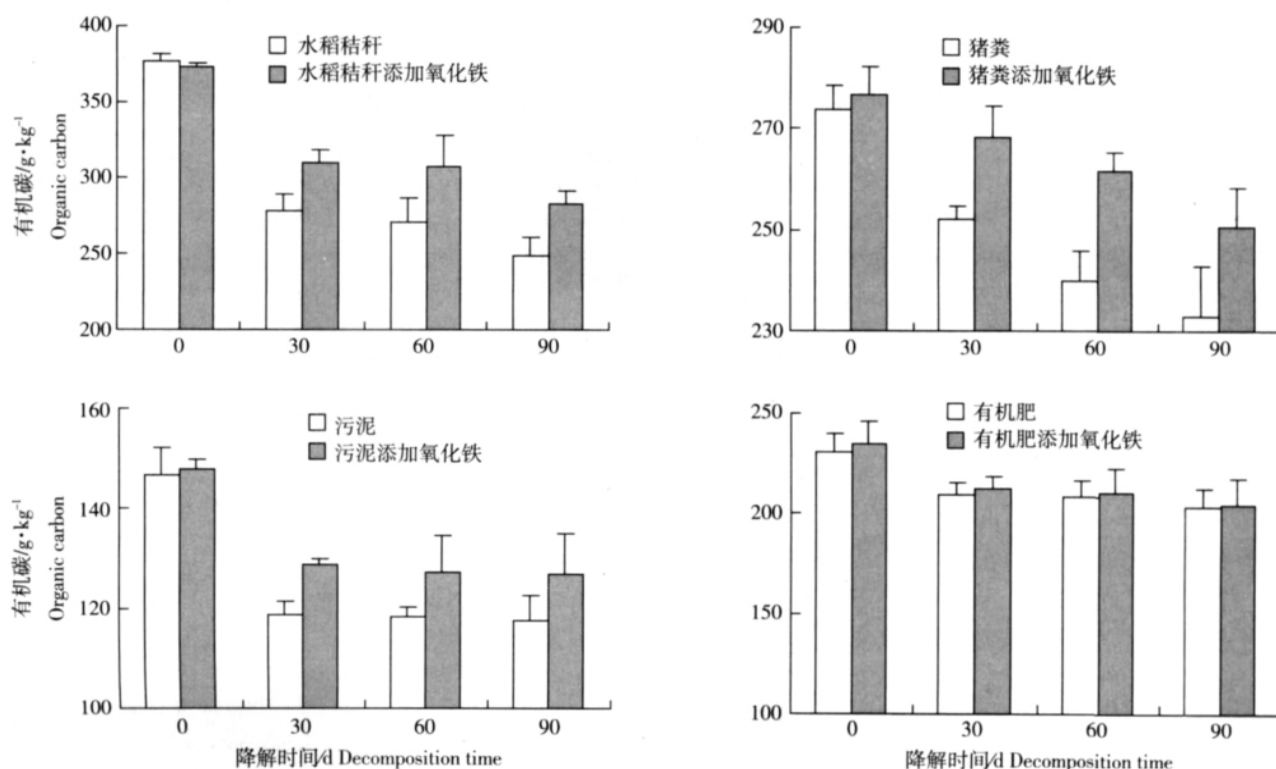 400
350
300
250
200
有机碳/g·kg⁻¹
Organic carbon
水稻秸秆
水稻秸秆添加氧化铁
0 30 60 90
290
270
250
230
猪粪
猪粪添加氧化铁
0 30 60 90
160
140
120
100
有机碳/g·kg⁻¹
Organic carbon
污泥
污泥添加氧化铁
0 30 60 90
降解时间/d Decomposition time
250
200
150
100
有机肥
有机肥添加氧化铁
0 30 60 90
降解时间/d Decomposition time